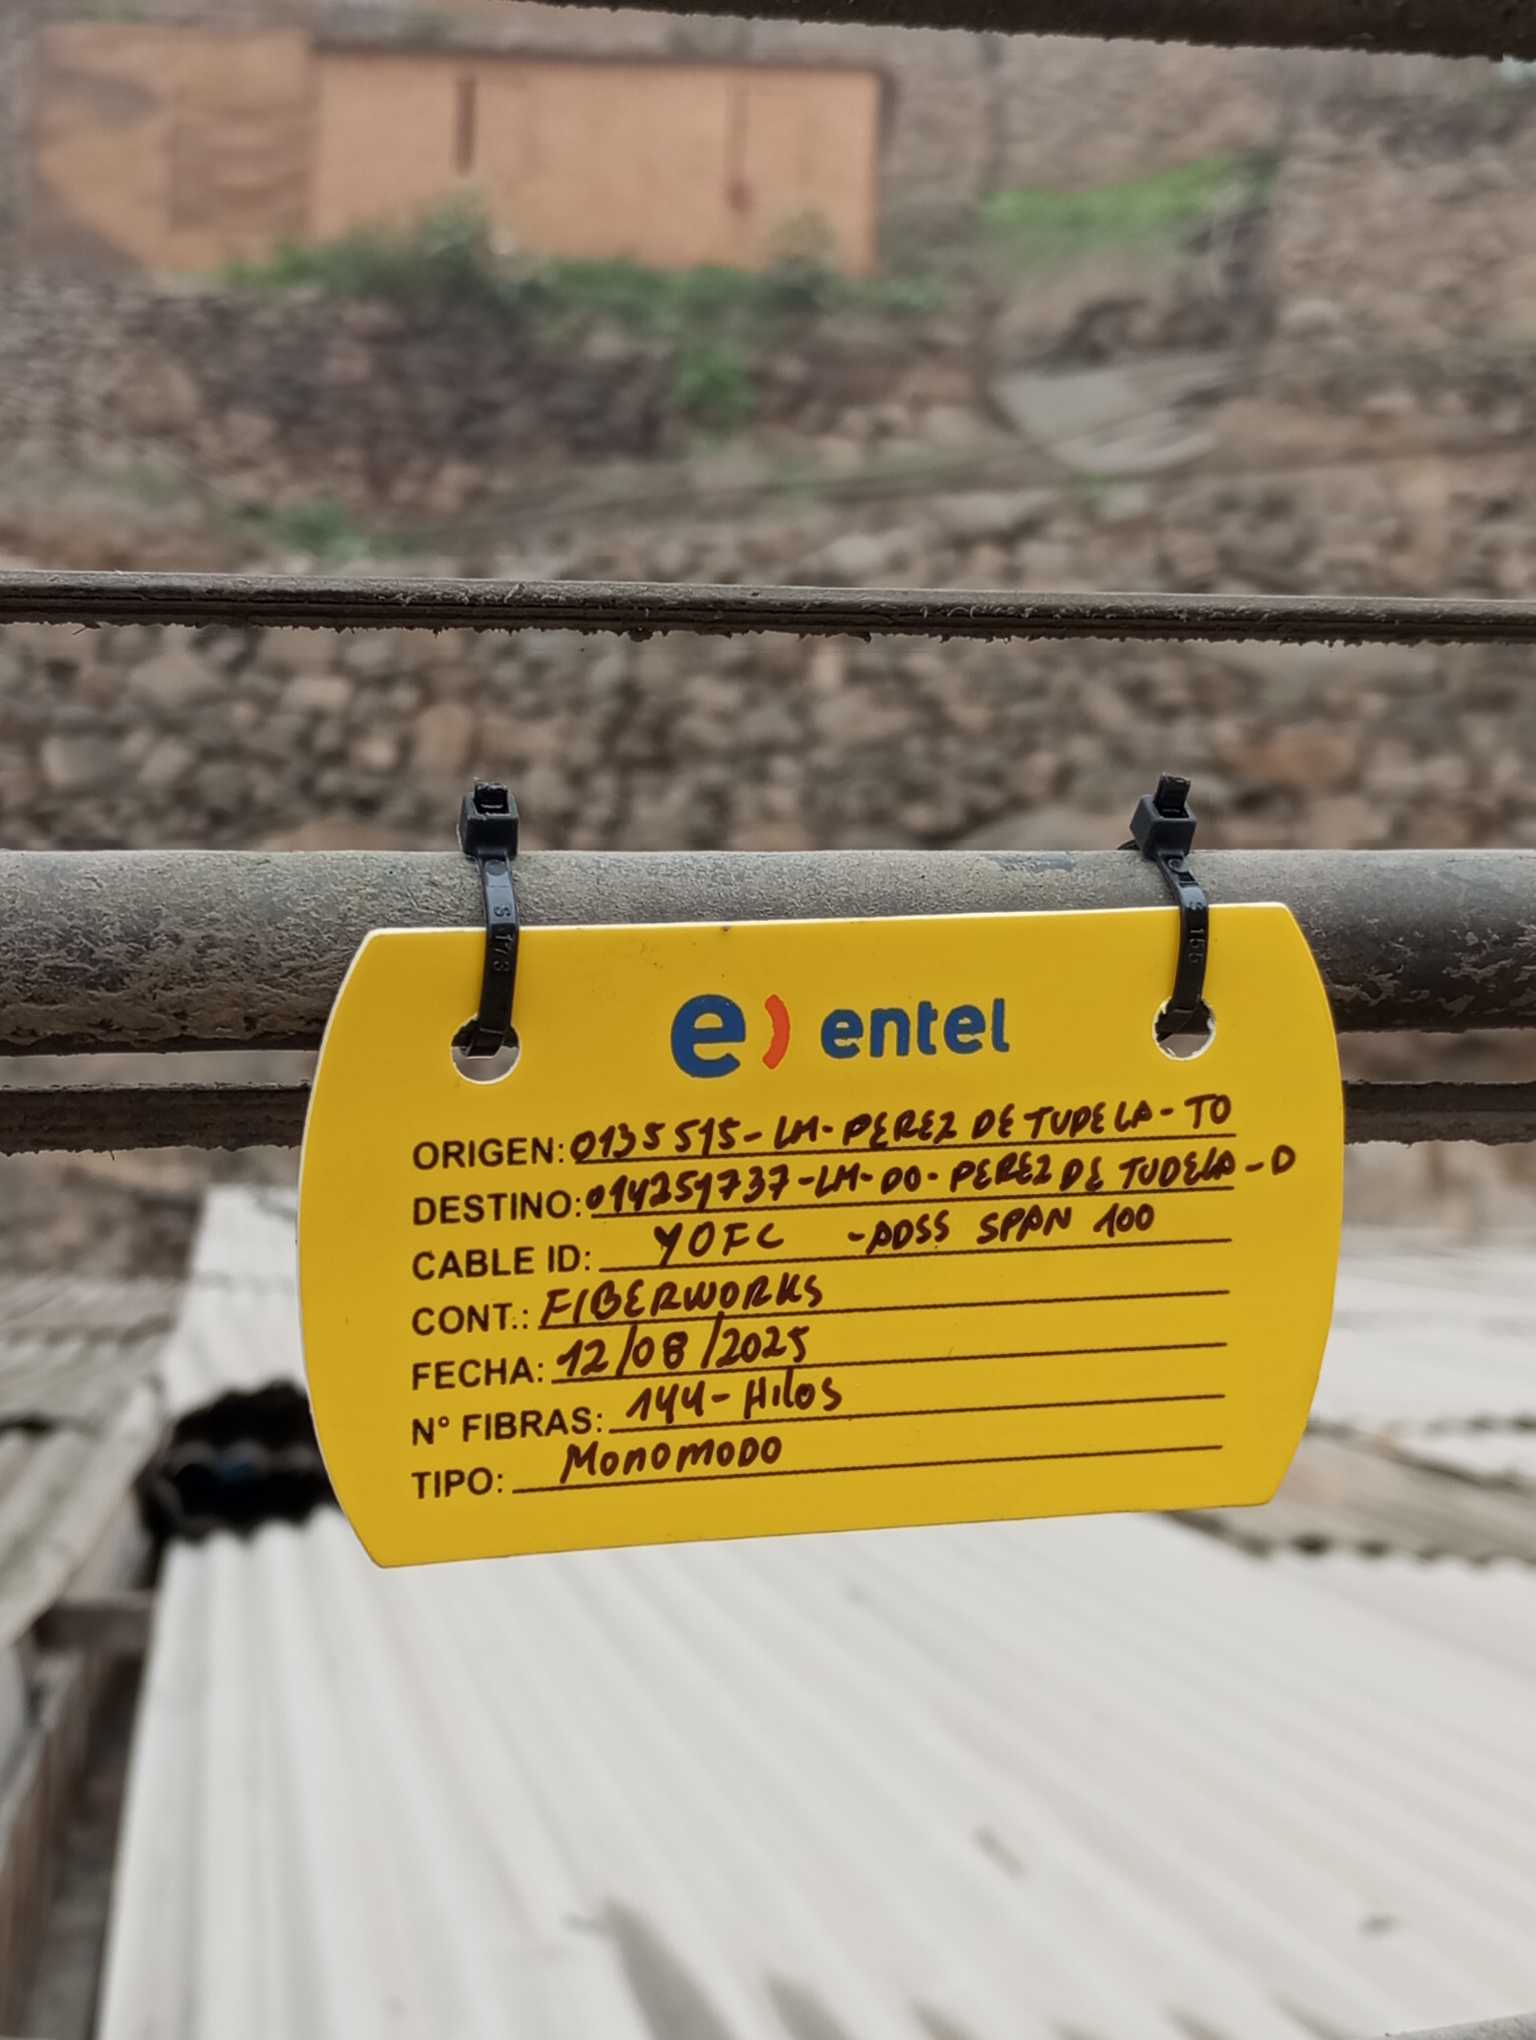 e) entel
ORIGEN: 0135515-LM-PEREZ DE TUDELA-TO
DESTINO: 014251737-LM-DO-PEREZ DE TUDELA-D
CABLE ID: YOFC -ADSS SPAN 100
CONT.: FIBERWORKS
FECHA: 12/08/2025
N° FIBRAS: 144-Hilos
TIPO: MONOMODO